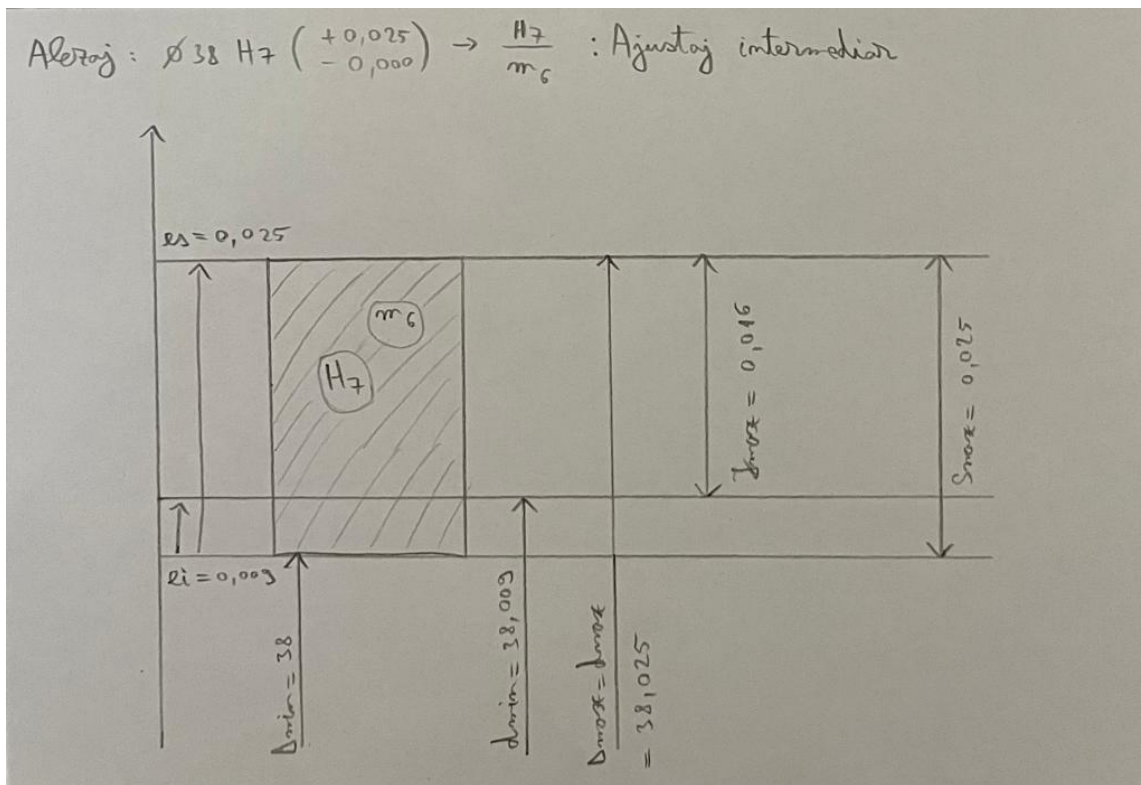 Alezaj: ⌀38 H7 ( +0,025 / - 0,000 ) → H7/m6 : Ajustaj intermediar
es = 0,025
m6
H7
ei = 0,009
Dmin = 38
dmin = 38,009
Dmax = dmax
= 38,025
Jmax = 0,016
Smax = 0,025